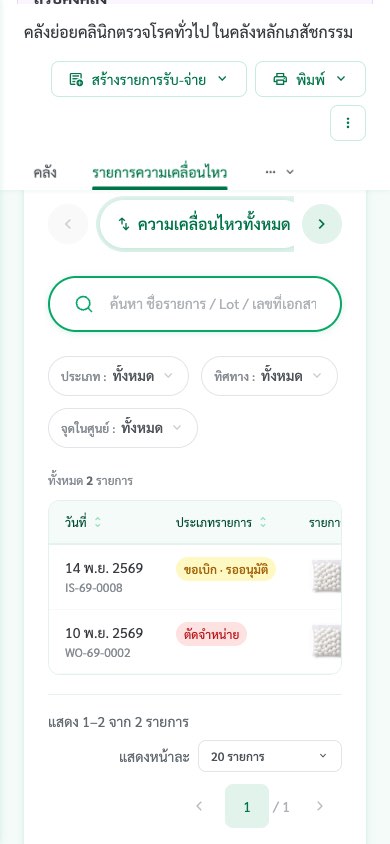 คลังย่อยคลินิกตรวจโรคทั่วไป ในคลังหลักเภสัชกรรม
สร้างรายการรับ-จ่าย
พิมพ์
คลัง
รายการความเคลื่อนไหว
ความเคลื่อนไหวทั้งหมด
ค้นหา ชื่อรายการ / Lot / เลขที่เอกสา
ประเภท : ทั้งหมด
ทิศทาง : ทั้งหมด
จุดในศูนย์ : ทั้งหมด
ทั้งหมด 2 รายการ
วันที่ ประเภทรายการ รายกา
14 พ.ย. 2569 ขอเบิก · รออนุมัติ
IS-69-0008
10 พ.ย. 2569 ตัดจำหน่าย
WO-69-0002
แสดง 1–2 จาก 2 รายการ
แสดงหน้าละ 20 รายการ
1 / 1